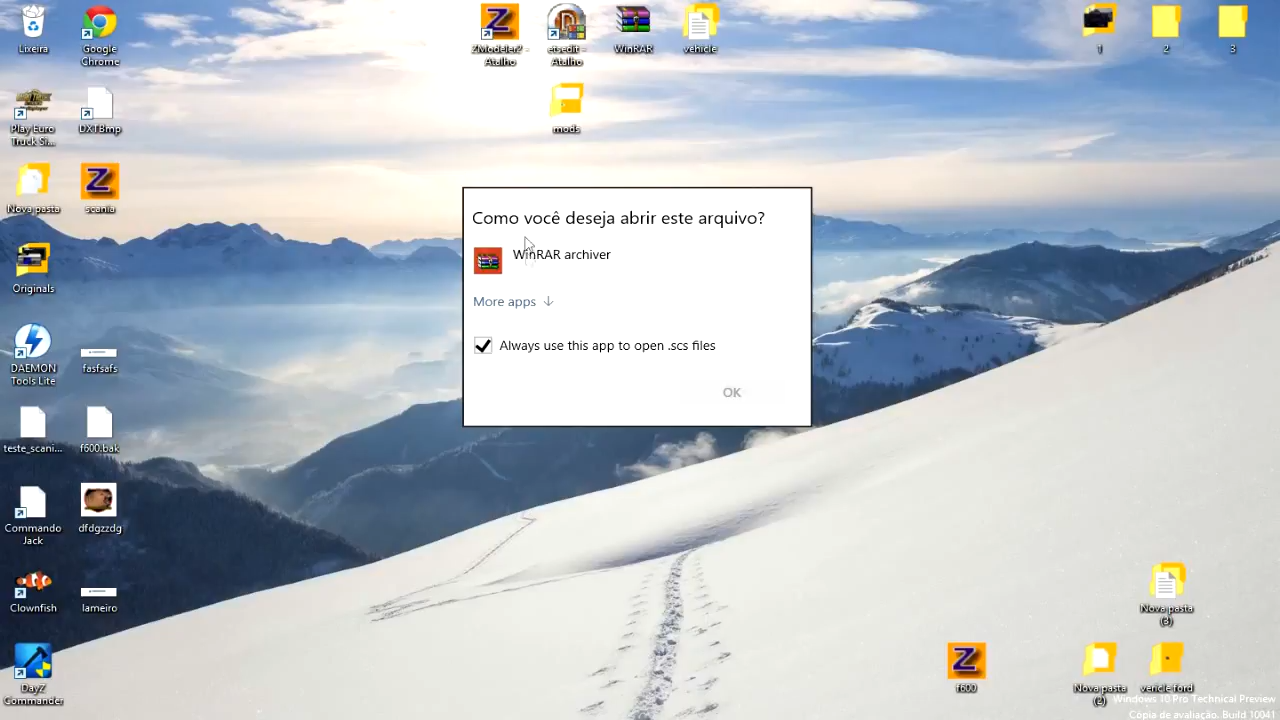 Lixeira
Google
Chrome
ZModeler2 -
Atalho
etsedit -
Atalho
WinRAR
vehicle
1
2
3
Play Euro
Truck Si...
DXTBmp
mods
Nova pasta
scania
Como você deseja abrir este arquivo?
WinRAR archiver
More apps
Always use this app to open .scs files
OK
Originals
DAEMON
Tools Lite
fasfsafs
teste_scani...
f600.bak
Commando
Jack
dfdgzzdg
Clownfish
lameiro
Nova pasta
(3)
DayZ
Commander
f600
Nova pasta
(2)
vericle ford
Windows 10 Pro Technical Preview
Cópia de avaliação. Build 10041